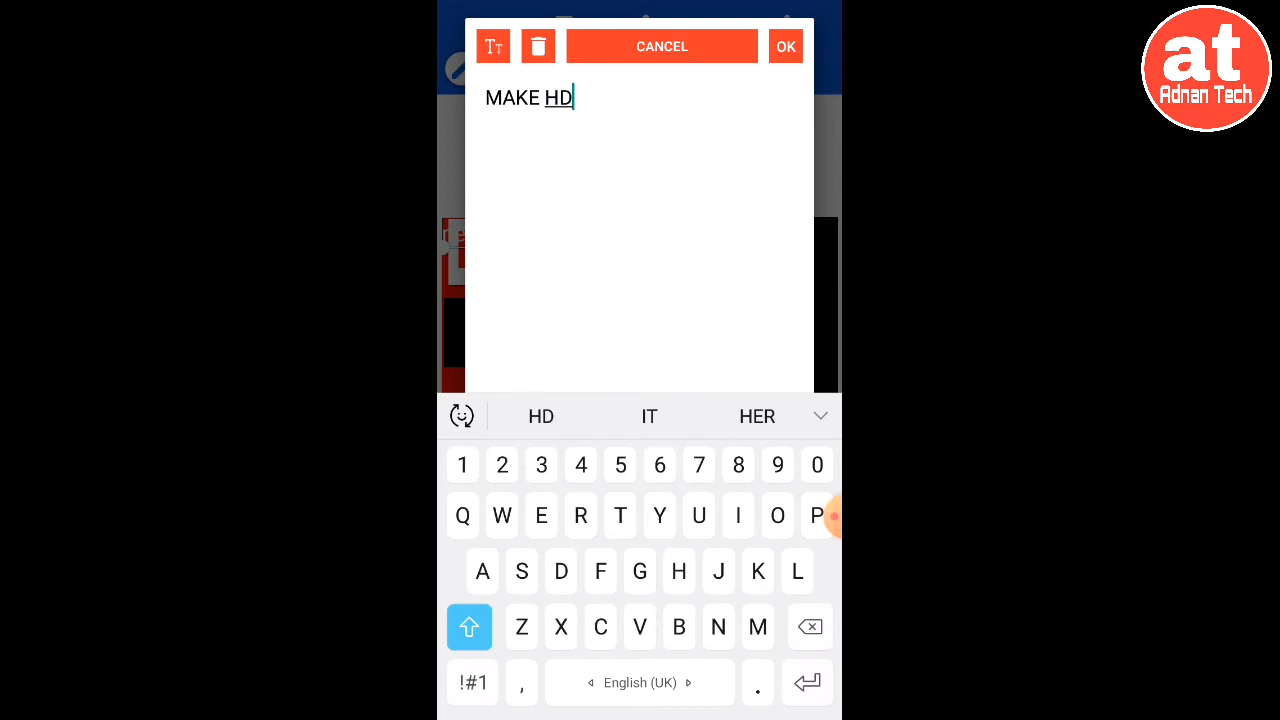 Tт
CANCEL
OK
MAKE HD
HD
IT
HER
1 2 3 4 5 6 7 8 9 0
Q W E R T Y U I O P
A S D F G H J K L
Z X C V B N M
!#1
,
English (UK)
.
at
Adnan Tech